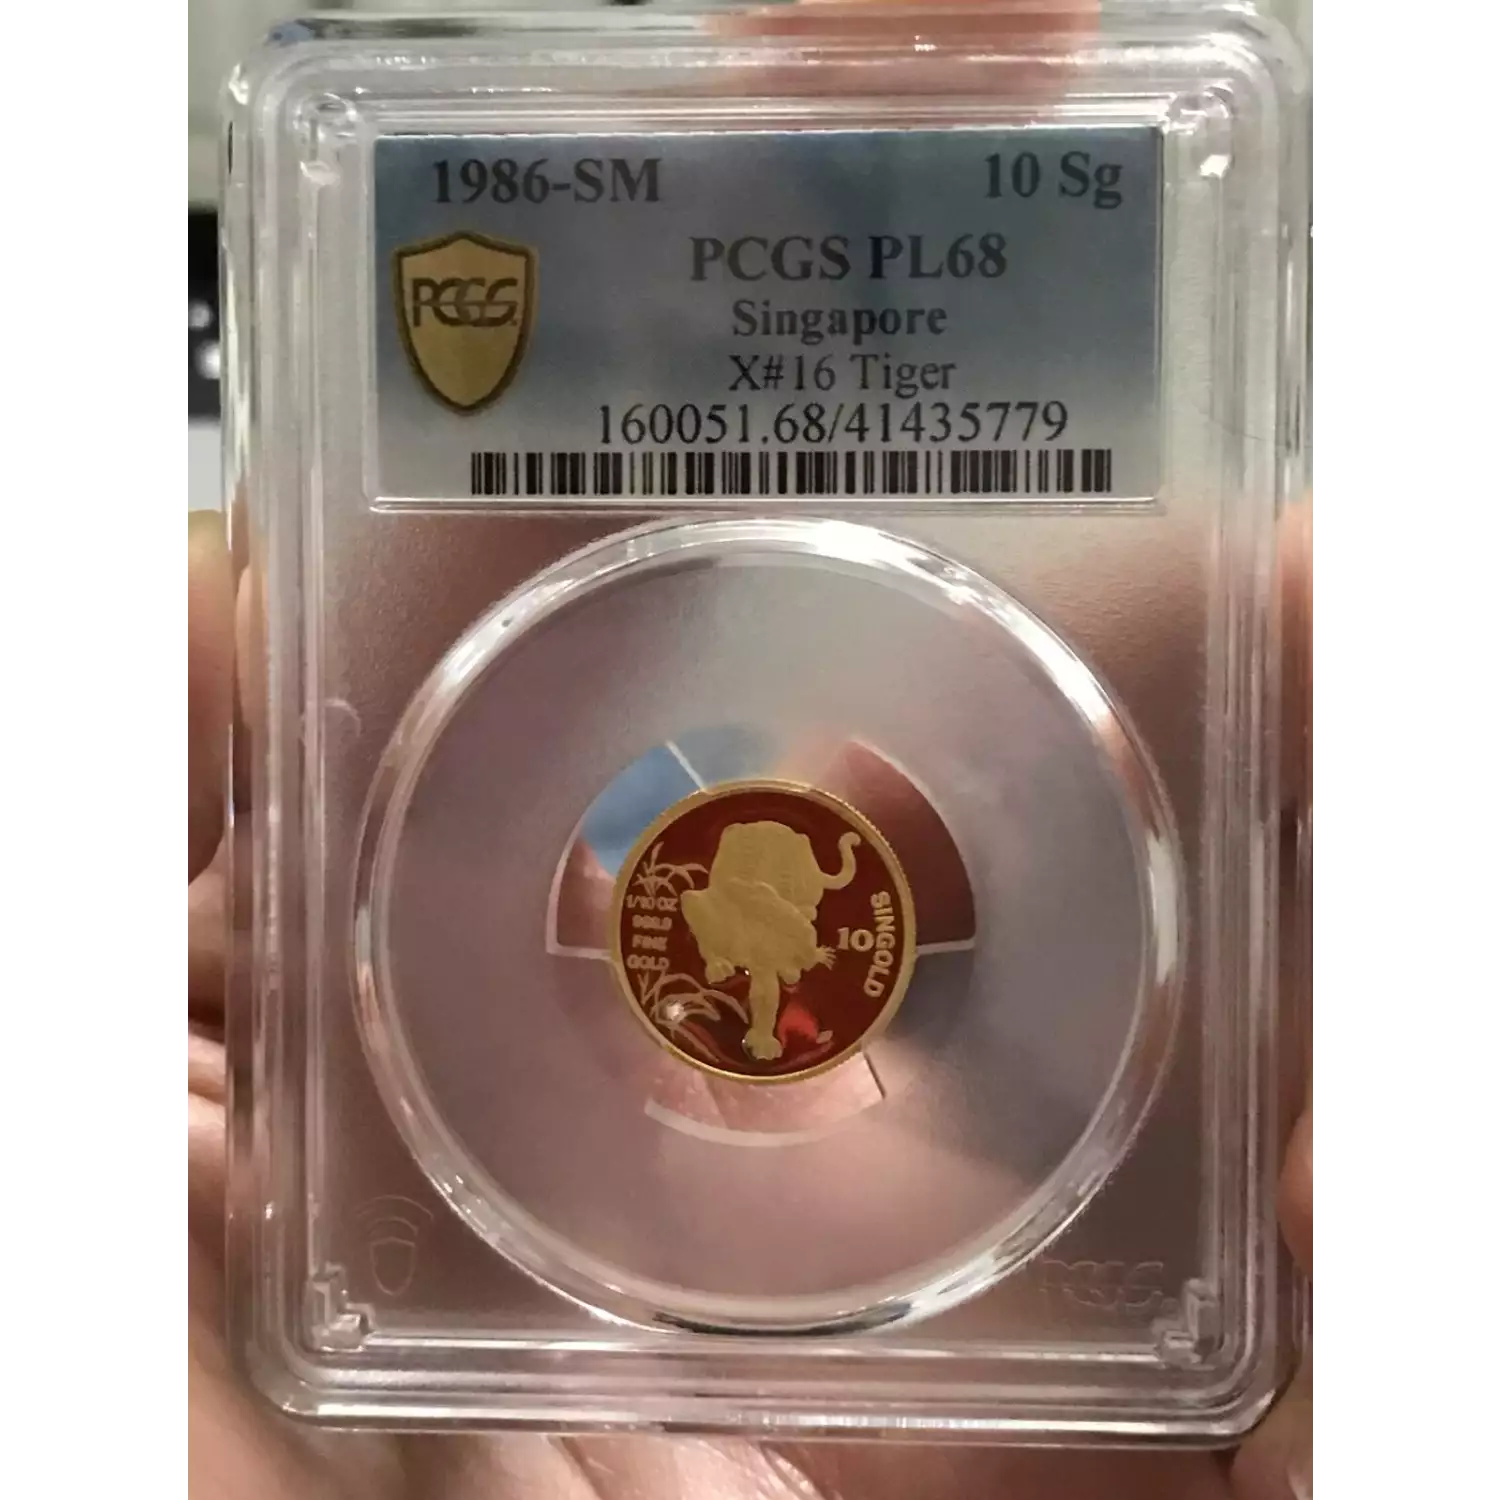 1986-SM 10 Sg
PCGS PL68
PCGS
Singapore
X#16 Tiger
160051.68/41435779
1/10 OZ
999.9
FINE
GOLD
10
SINGOLD
PCGS